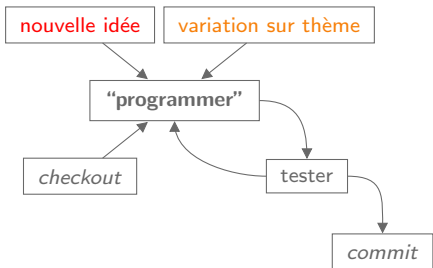 nouvelle idée
variation sur thème
“programmer”
checkout
tester
commit